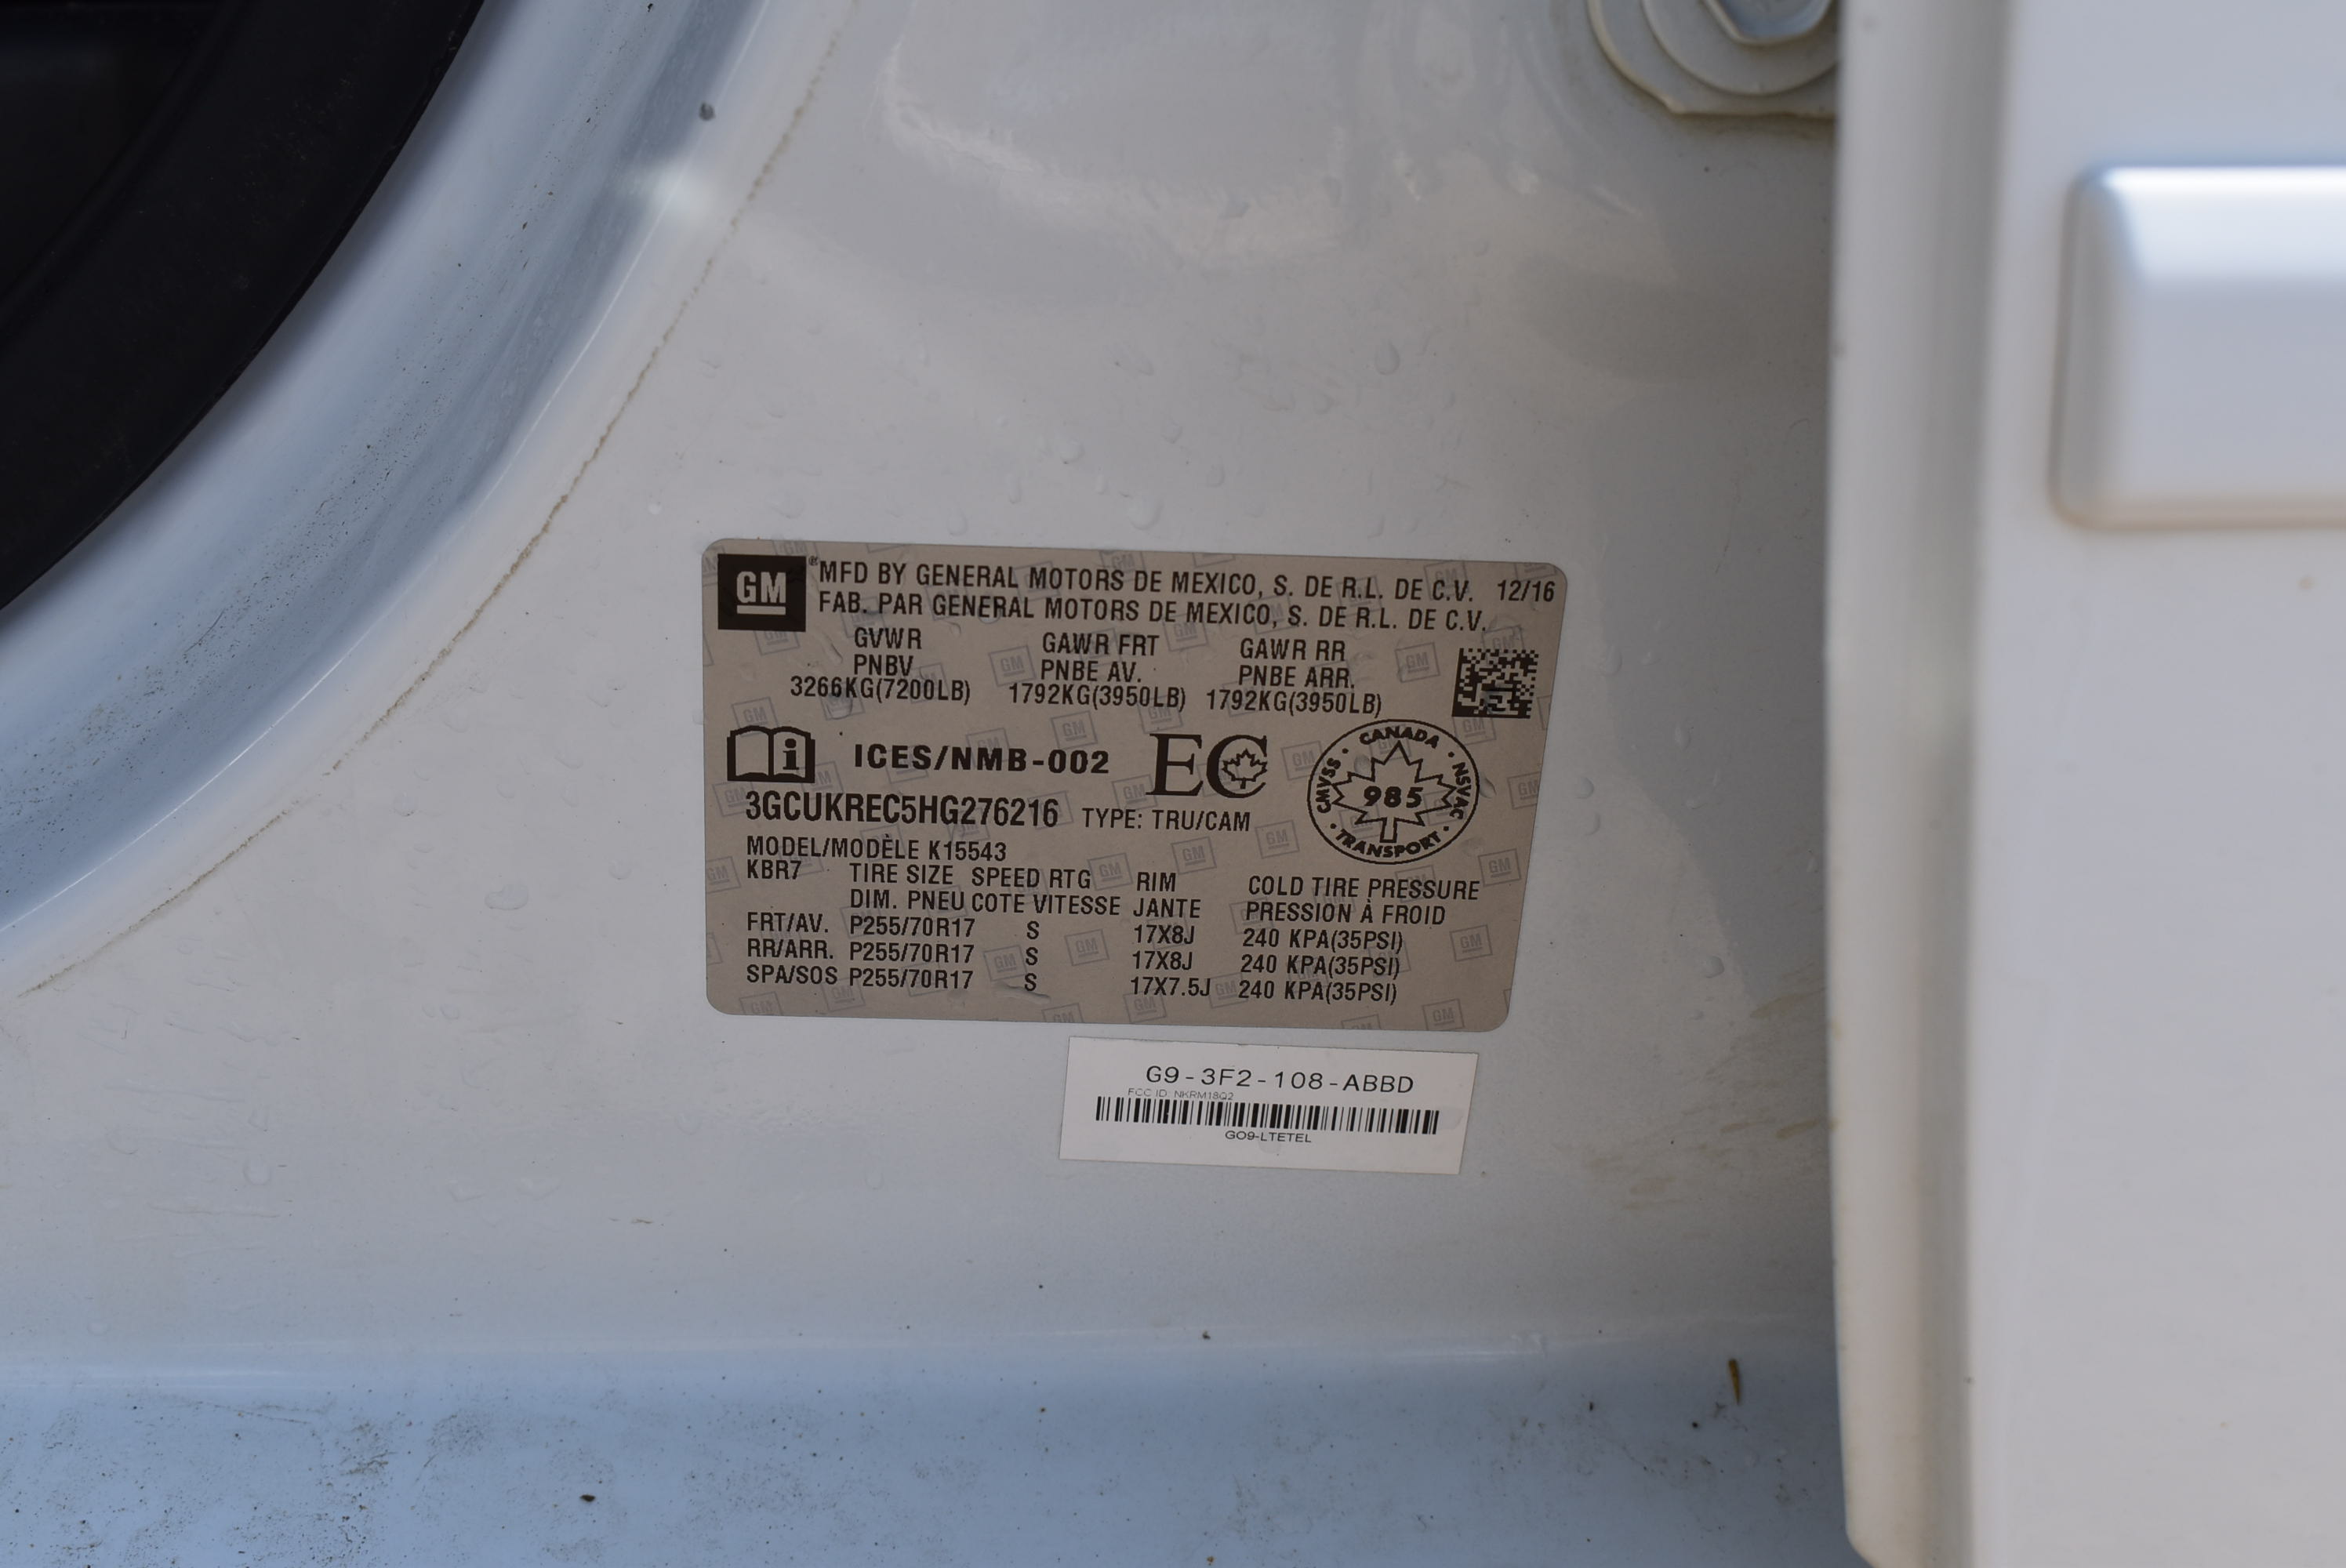 GM ®MFD BY GENERAL MOTORS DE MEXICO, S. DE R.L. DE C.V. 12/16
FAB. PAR GENERAL MOTORS DE MEXICO, S. DE R.L. DE C.V.
GVWR GAWR FRT GAWR RR
PNBV PNBE AV. PNBE ARR.
3266KG(7200LB) 1792KG(3950LB) 1792KG(3950LB)
i ICES/NMB-002 EC CANADA · NSVAC · TRANSPORT · CMVSS · 985
3GCUKREC5HG276216 TYPE: TRU/CAM
MODEL/MODÈLE K15543
KBR7 TIRE SIZE SPEED RTG RIM COLD TIRE PRESSURE
DIM. PNEU COTE VITESSE JANTE PRESSION À FROID
FRT/AV. P255/70R17 S 17X8J 240 KPA(35PSI)
RR/ARR. P255/70R17 S 17X8J 240 KPA(35PSI)
SPA/SOS P255/70R17 S 17X7.5J 240 KPA(35PSI)
G9-3F2-108-ABBD
FCC ID: NKRM18Q2
GO9-LTETEL